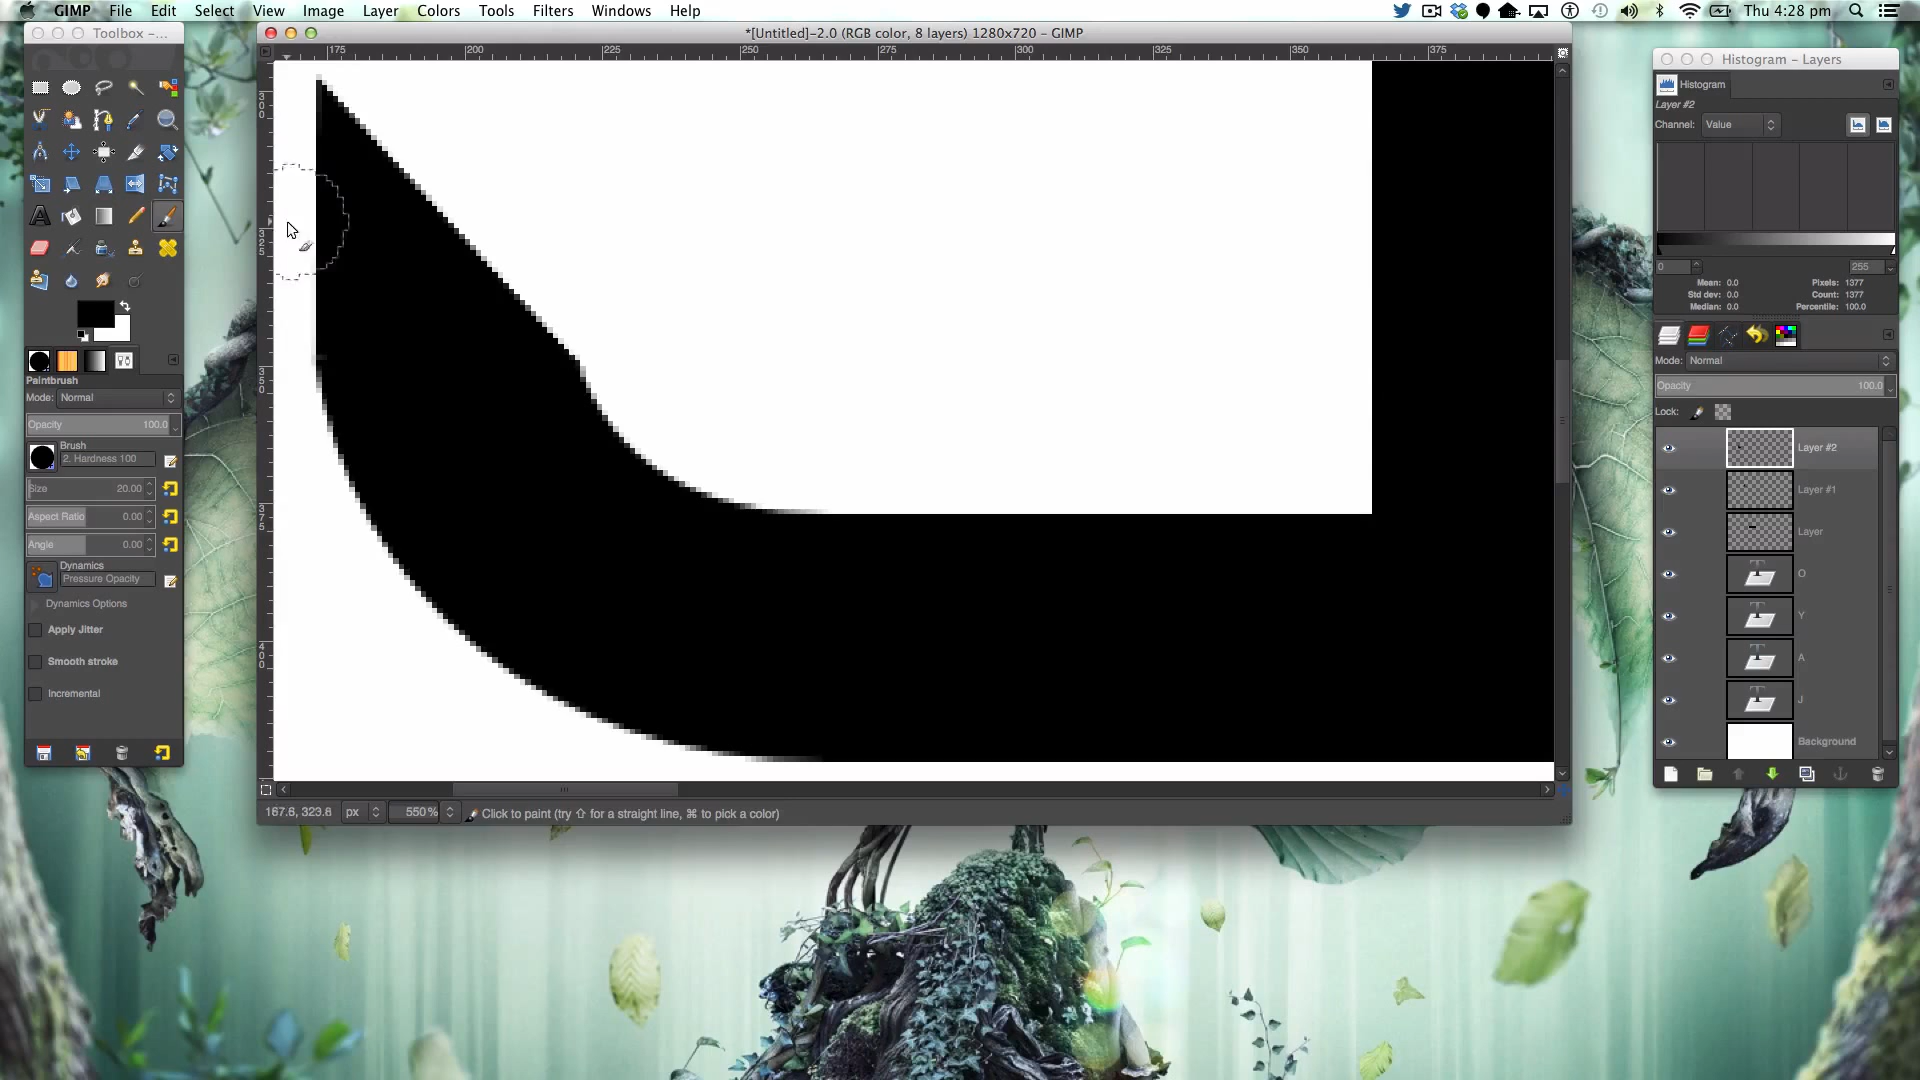 GIMP File Edit Select View Image Layer Colors Tools Filters Windows Help
Thu 4:28 pm
Toolbox –...
*[Untitled]-2.0 (RGB color, 8 layers) 1280x720 – GIMP
175 200 225 250 275 300 325 350 375
300
325
350
375
400
Paintbrush
Mode: Normal
Opacity 100.0
Brush
2. Hardness 100
Size 20.00
Aspect Ratio 0.00
Angle 0.00
Dynamics
Pressure Opacity
Dynamics Options
Apply Jitter
Smooth stroke
Incremental
167.6, 323.8 px 550% Click to paint (try ⇧ for a straight line, ⌘ to pick a color)
Histogram – Layers
Histogram
Layer #2
Channel: Value
0 255
Mean: 0.0 Pixels: 1377
Std dev: 0.0 Count: 1377
Median: 0.0 Percentile: 100.0
Mode: Normal
Opacity 100.0
Lock:
Layer #2
Layer #1
Layer
O
Y
A
J
Background